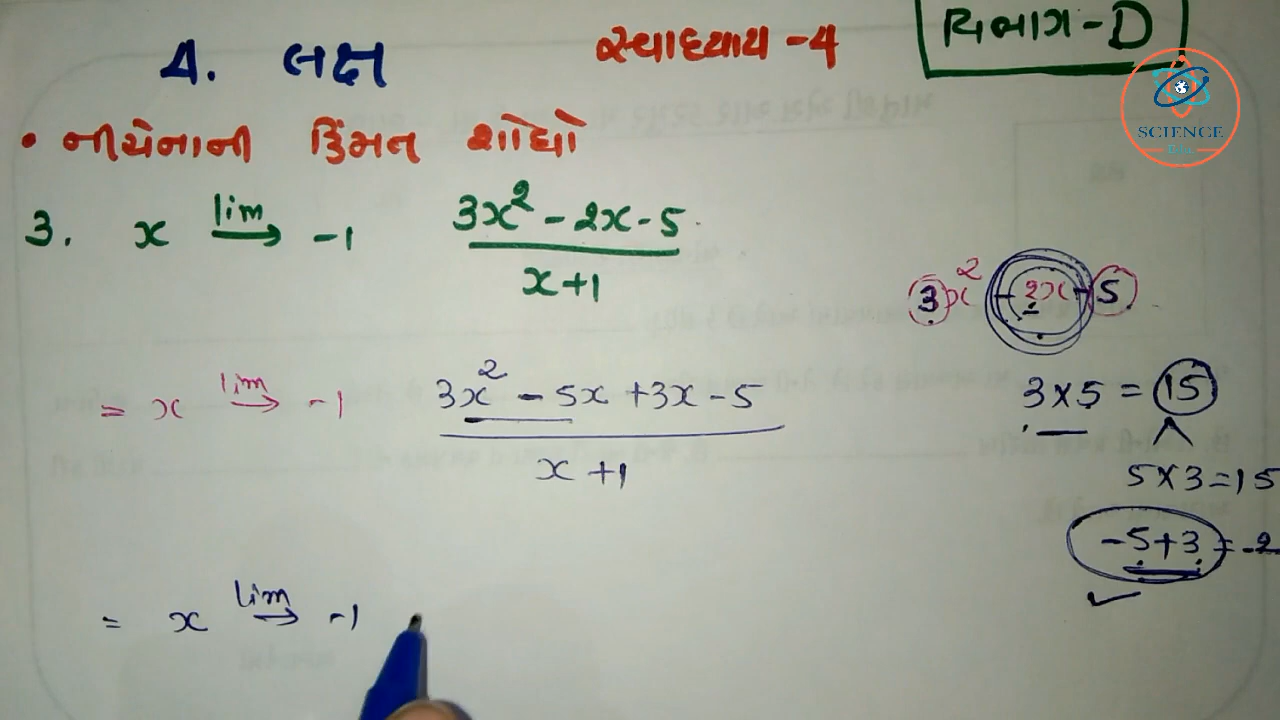 4. લક્ષ
સ્વાધ્યાય -4
વિભાગ-D
SCIENCE
Edu.
• નીચેનાની કિંમત શોધો
3. x lim→ -1 3x² - 2x - 5 / x+1
3x² - 2x - 5
= x lim→ -1 3x² - 5x + 3x - 5 / x+1
3×5 = 15
5×3=15
-5+3 = -2
= x lim→ -1